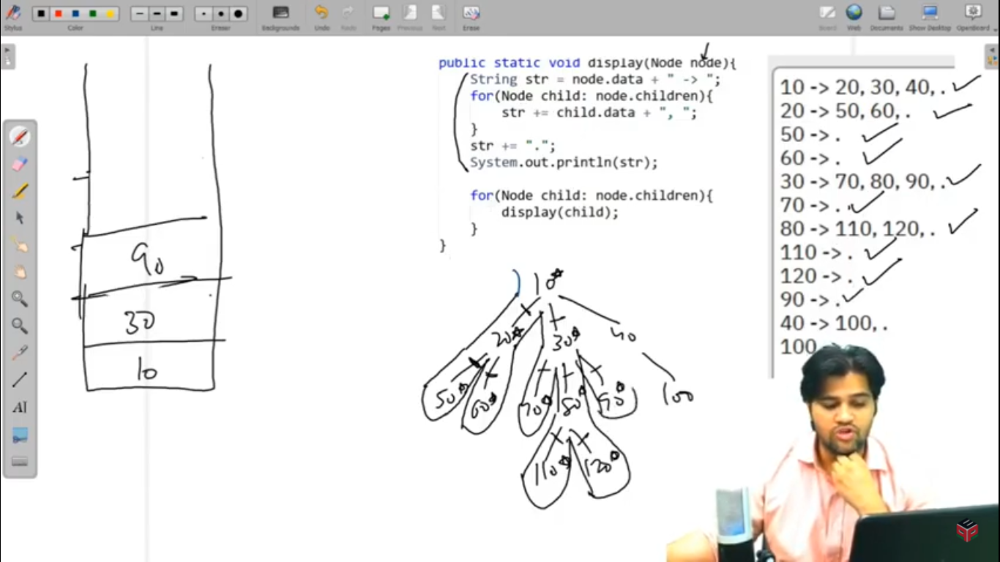 Stylus
Color
Line
Eraser
Backgrounds
Undo
Redo
Pages
Previous
Next
Erase
Board
Web
Documents
Show Desktop
OpenBoard
90
30
10
public static void display(Node node){
String str = node.data + " -> ";
for(Node child: node.children){
str += child.data + ", ";
}
str += ".";
System.out.println(str);
for(Node child: node.children){
display(child);
}
}
10
20 30 40
50 60 70 80 90 100
110 120
10 -> 20, 30, 40, .
20 -> 50, 60, .
50 -> .
60 -> .
30 -> 70, 80, 90, .
70 -> .
80 -> 110, 120, .
110 -> .
120 -> .
90 -> .
40 -> 100, .
100
AI